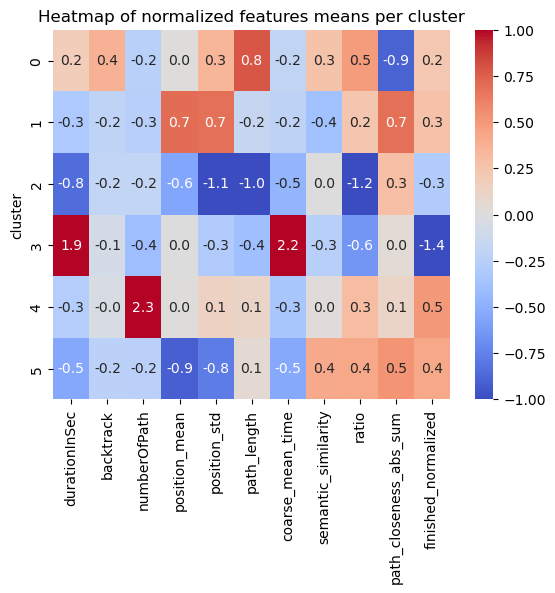 Heatmap of normalized features means per cluster
cluster
0 0.2 0.4 -0.2 0.0 0.3 0.8 -0.2 0.3 0.5 -0.9 0.2
1 -0.3 -0.2 -0.3 0.7 0.7 -0.2 -0.2 -0.4 0.2 0.7 0.3
2 -0.8 -0.2 -0.2 -0.6 -1.1 -1.0 -0.5 0.0 -1.2 0.3 -0.3
3 1.9 -0.1 -0.4 0.0 -0.3 -0.4 2.2 -0.3 -0.6 0.0 -1.4
4 -0.3 -0.0 2.3 0.0 0.1 0.1 -0.3 0.0 0.3 0.1 0.5
5 -0.5 -0.2 -0.2 -0.9 -0.8 0.1 -0.5 0.4 0.4 0.5 0.4
durationInSec
backtrack
numberOfPath
position_mean
position_std
path_length
coarse_mean_time
semantic_similarity
ratio
path_closeness_abs_sum
finished_normalized
1.00
0.75
0.50
0.25
0.00
-0.25
-0.50
-0.75
-1.00